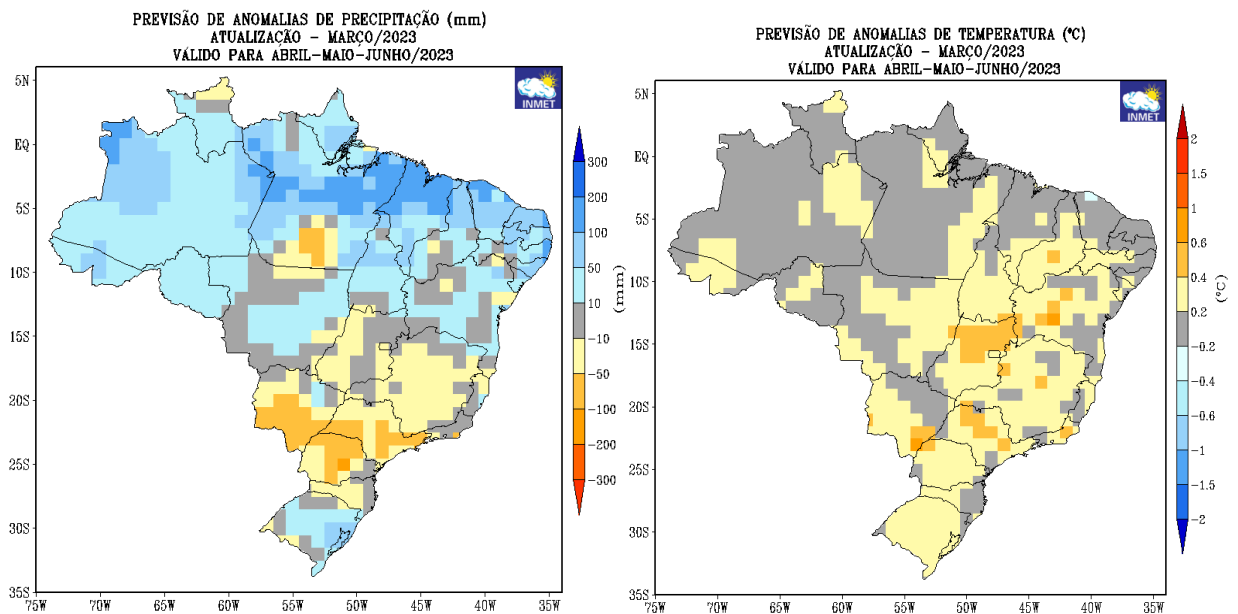 PREVISÃO DE ANOMALIAS DE PRECIPITAÇÃO (mm)
ATUALIZAÇÃO - MARÇO/2023
VÁLIDO PARA ABRIL-MAIO-JUNHO/2023
INMET
5N
EQ
5S
10S
15S
20S
25S
30S
35S
75W
70W
65W
60W
55W
50W
45W
40W
35W
300
200
100
50
10
-10
-50
-100
-200
-300
(mm)
PREVISÃO DE ANOMALIAS DE TEMPERATURA (°C)
ATUALIZAÇÃO - MARÇO/2023
VÁLIDO PARA ABRIL-MAIO-JUNHO/2023
INMET
5N
EQ
5S
10S
15S
20S
25S
30S
35S
75W
70W
65W
60W
55W
50W
45W
40W
35W
2
1.5
1
0.6
0.4
0.2
-0.2
-0.4
-0.6
-1
-1.5
-2
(°C)